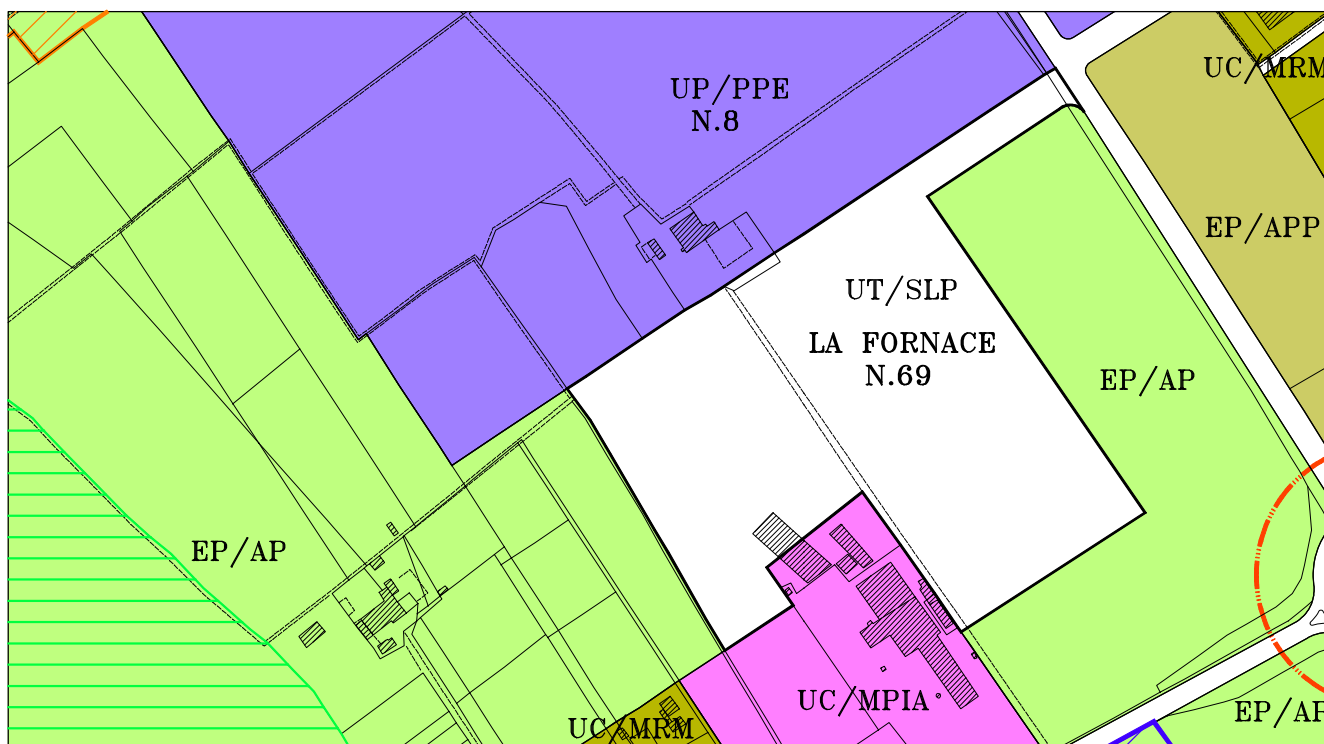 UC/MRM
UP/PPE
N.8
EP/APP
UT/SLP
LA FORNACE
N.69
EP/AP
EP/AP
UC/MPIA
EP/AP
UC/MRM